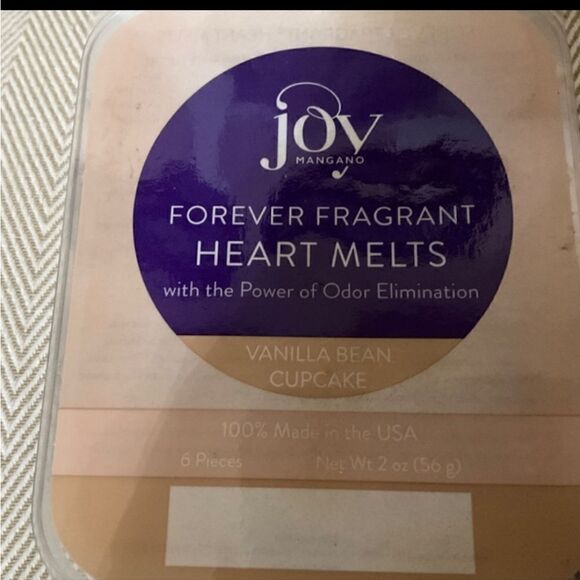 joy
MANGANO
FOREVER FRAGRANT
HEART MELTS
with the Power of Odor Elimination
VANILLA BEAN
CUPCAKE
100% Made in the USA
6 Pieces Net Wt 2 oz (56 g)